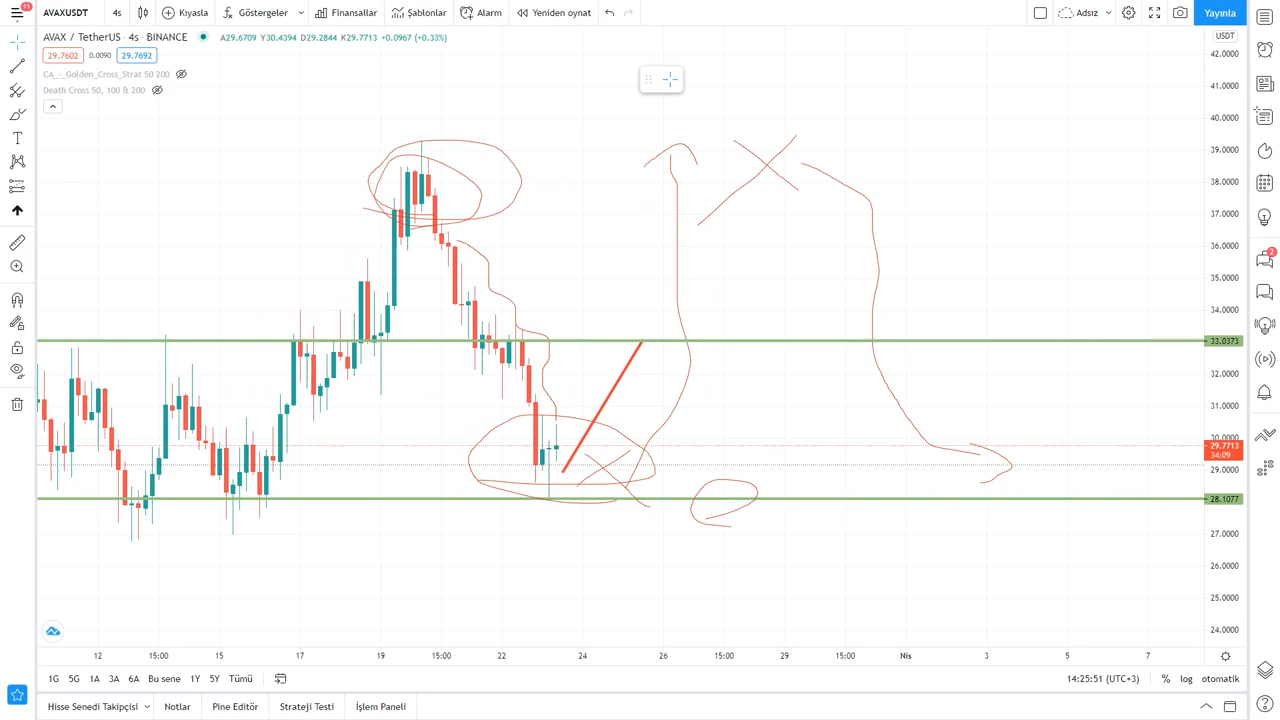 11
AVAXUSDT 4s Kıyasla Göstergeler Finansallar Şablonlar Alarm Yeniden oynat Adsız Yayınla
AVAX / TetherUS · 4s · BINANCE A29.6709 Y30.4394 D29.2844 K29.7713 +0.0967 (+0.33%)
29.7602 0.0090 29.7692
CA_-_Golden_Cross_Strat 50 200
Death Cross 50, 100 & 200
USDT
42.0000
41.0000
40.0000
39.0000
38.0000
37.0000
36.0000
35.0000
34.0000
33.0373
32.0000
31.0000
30.0000
29.7713
34:09
29.0000
28.1077
27.0000
26.0000
25.0000
24.0000
2
12 15:00 15 17 19 15:00 22 24 26 15:00 29 15:00 Nis 3 5 7
1G 5G 1A 3A 6A Bu sene 1Y 5Y Tümü 14:25:51 (UTC+3) % log otomatik
Hisse Senedi Takipçisi Notlar Pine Editör Strateji Testi İşlem Paneli